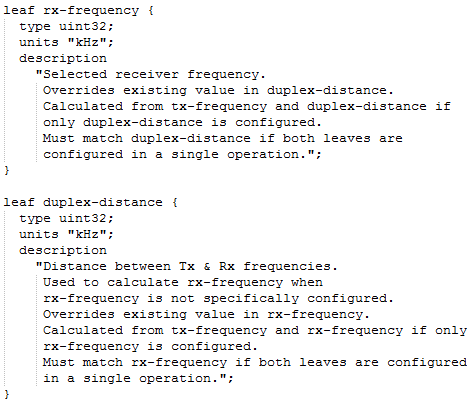 leaf rx-frequency {
type uint32;
units "kHz";
description
"Selected receiver frequency.
Overrides existing value in duplex-distance.
Calculated from tx-frequency and duplex-distance if
only duplex-distance is configured.
Must match duplex-distance if both leaves are
configured in a single operation.";
}
leaf duplex-distance {
type uint32;
units "kHz";
description
"Distance between Tx & Rx frequencies.
Used to calculate rx-frequency when
rx-frequency is not specifically configured.
Overrides existing value in rx-frequency.
Calculated from tx-frequency and rx-frequency if only
rx-frequency is configured.
Must match rx-frequency if both leaves are configured
in a single operation.";
}